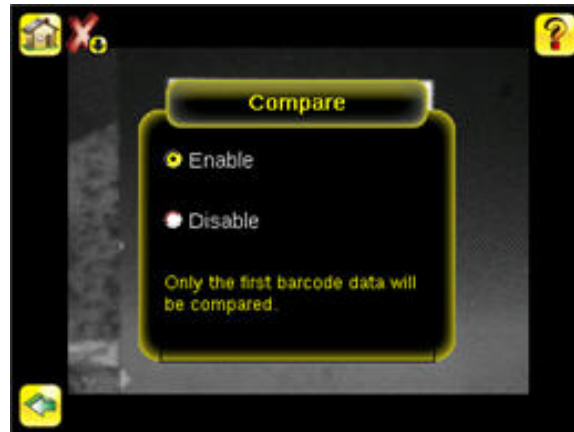 Compare
Enable
Disable
Only the first barcode data will
be compared.